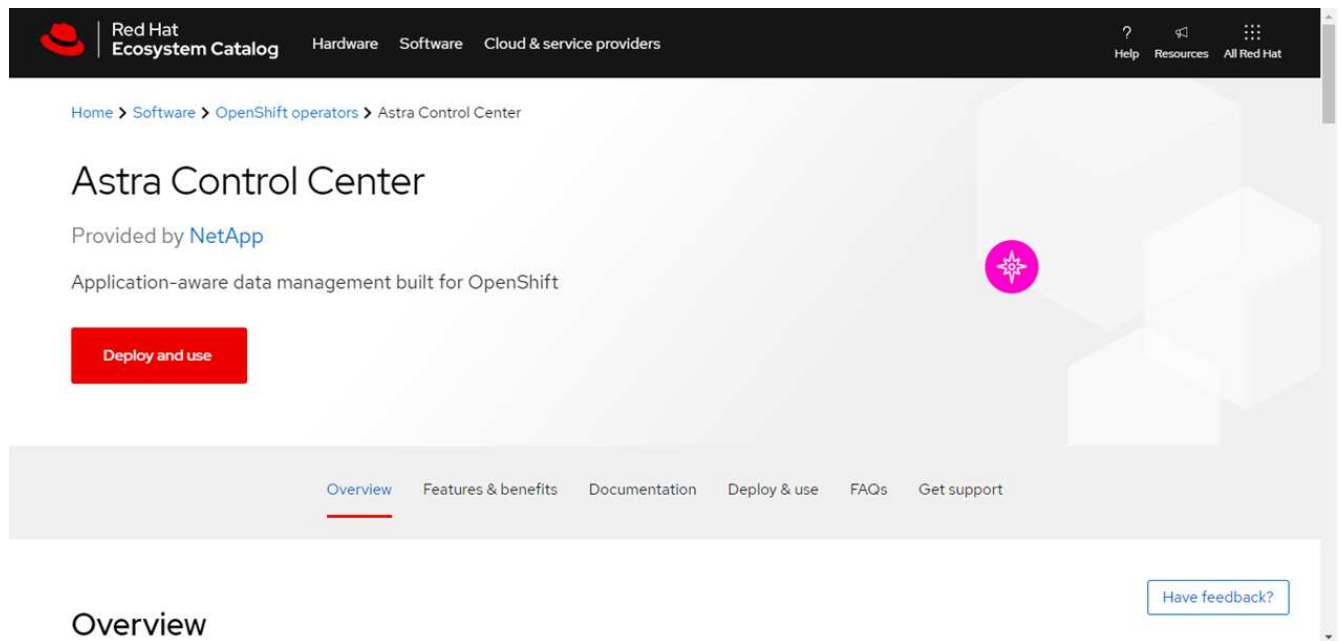 Red Hat
Ecosystem Catalog
Hardware Software Cloud & service providers
?
Help Resources All Red Hat
Home > Software > OpenShift operators > Astra Control Center
Astra Control Center
Provided by NetApp
Application-aware data management built for OpenShift
Deploy and use
Overview Features & benefits Documentation Deploy & use FAQs Get support
Have feedback?
Overview